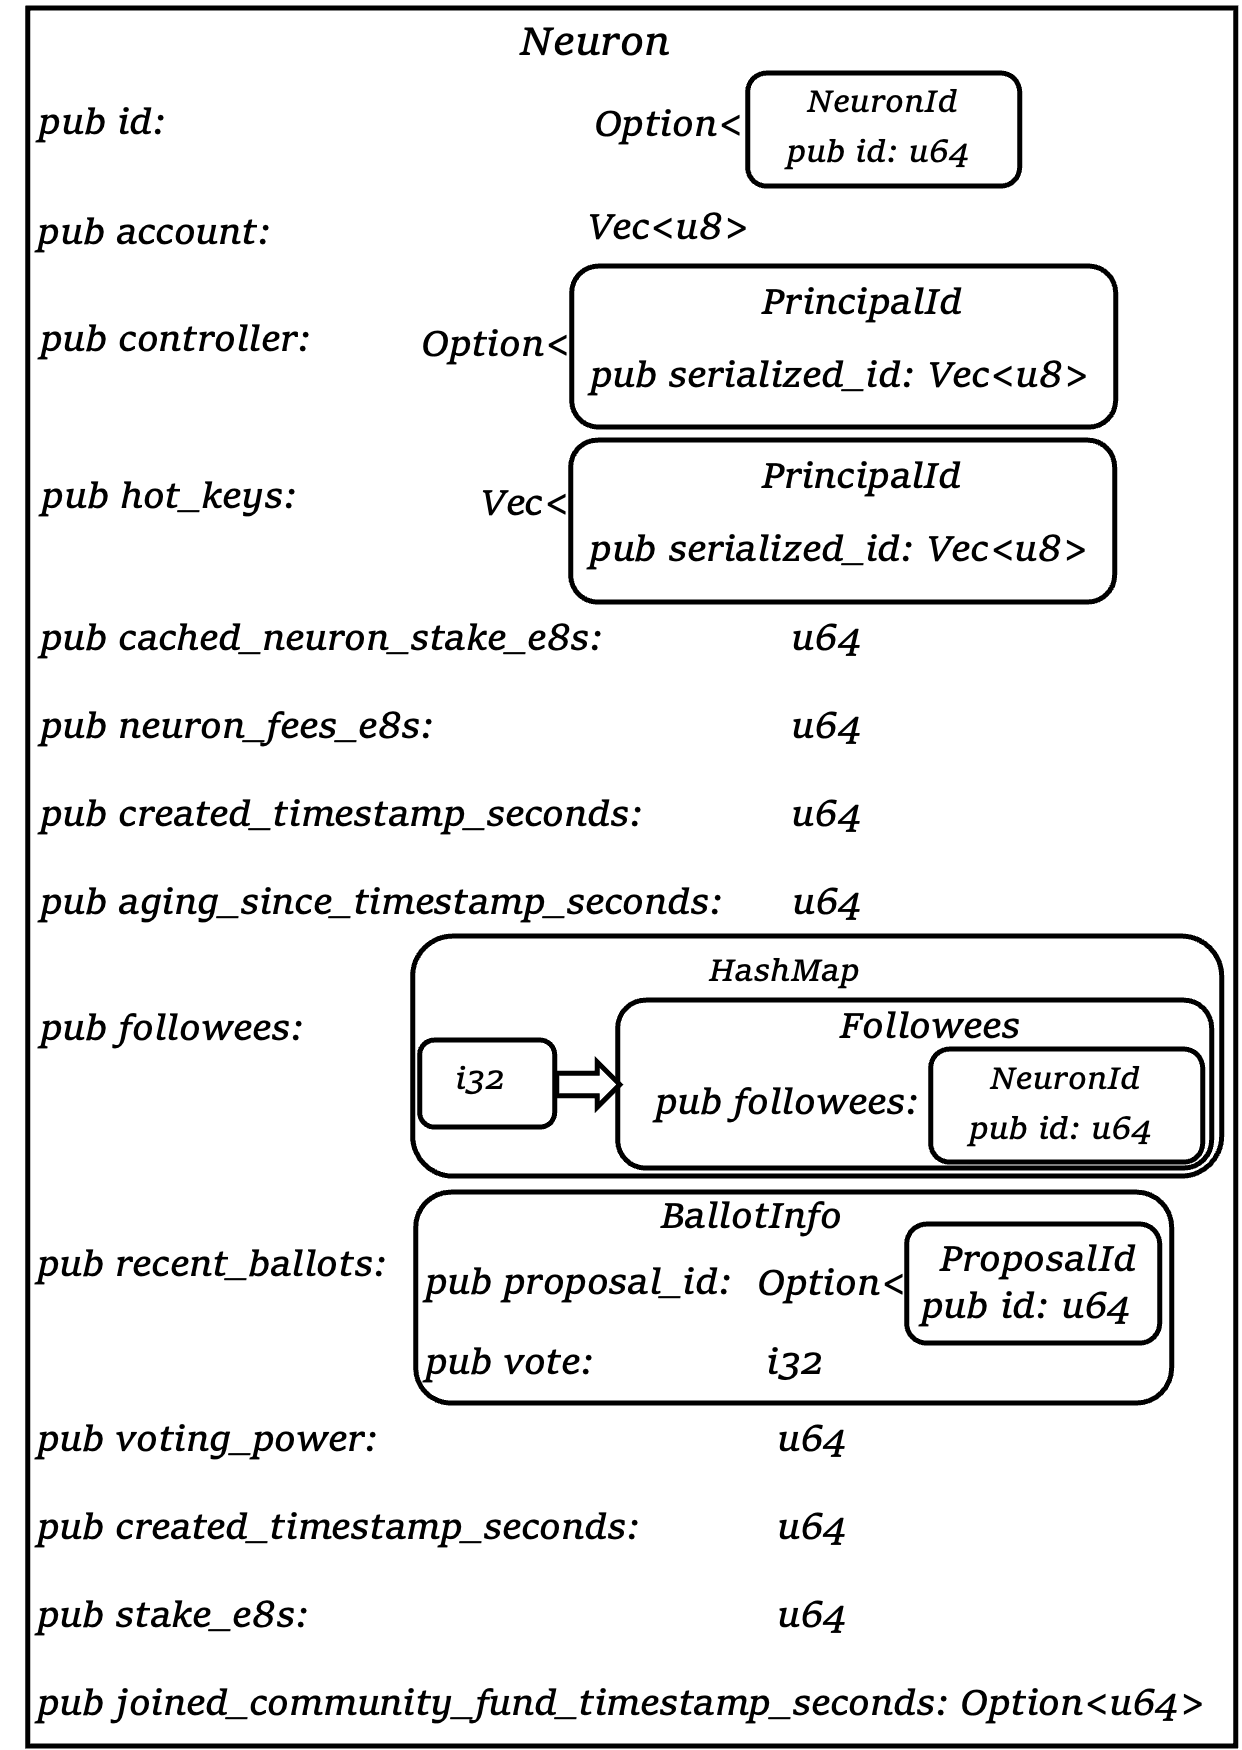 Neuron
pub id: Option< NeuronId
pub id: u64
pub account: Vec<u8>
PrincipalId
pub controller: Option<
pub serialized_id: Vec<u8>
PrincipalId
pub hot_keys: Vec<
pub serialized_id: Vec<u8>
pub cached_neuron_stake_e8s: u64
pub neuron_fees_e8s: u64
pub created_timestamp_seconds: u64
pub aging_since_timestamp_seconds: u64
HashMap
pub followees: Followees
i32 pub followees: NeuronId
pub id: u64
BallotInfo
pub recent_ballots: pub proposal_id: Option< ProposalId
pub id: u64
pub vote: i32
pub voting_power: u64
pub created_timestamp_seconds: u64
pub stake_e8s: u64
pub joined_community_fund_timestamp_seconds: Option<u64>